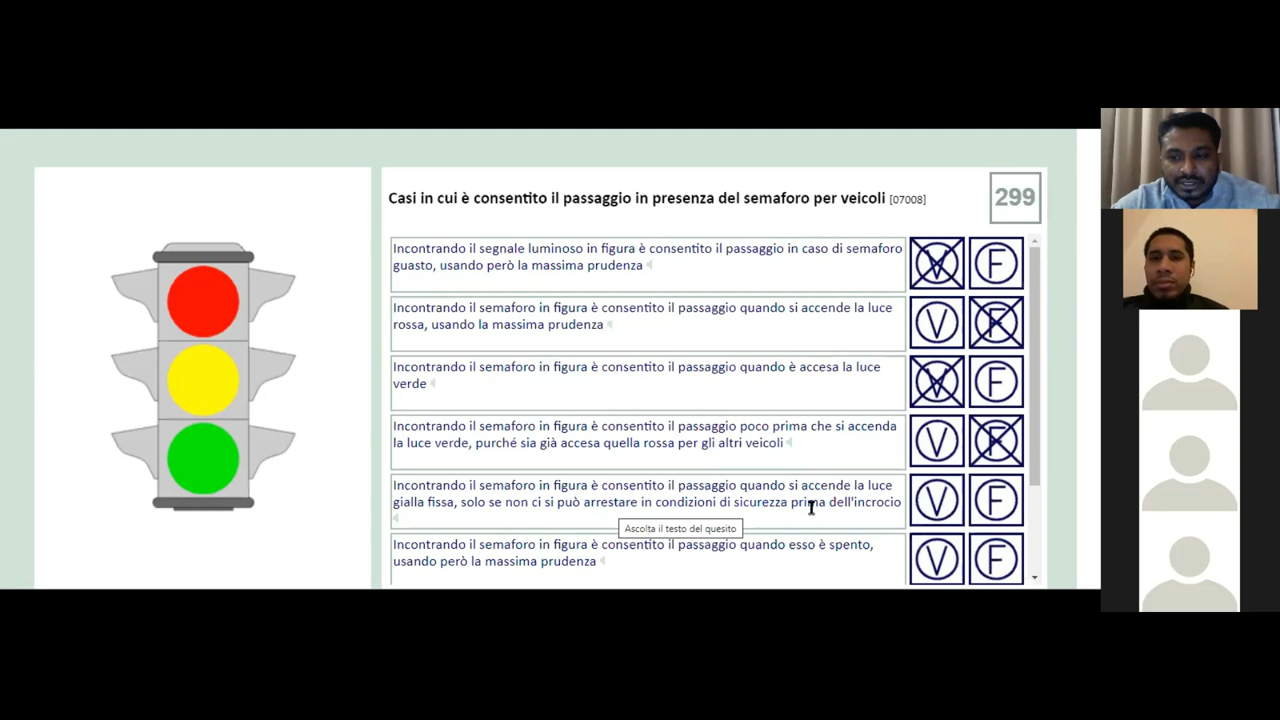 Casi in cui è consentito il passaggio in presenza del semaforo per veicoli [07008]
299
Incontrando il segnale luminoso in figura è consentito il passaggio in caso di semaforo
guasto, usando però la massima prudenza
V F
Incontrando il semaforo in figura è consentito il passaggio quando si accende la luce
rossa, usando la massima prudenza
V F
Incontrando il semaforo in figura è consentito il passaggio quando è accesa la luce
verde
V F
Incontrando il semaforo in figura è consentito il passaggio poco prima che si accenda
la luce verde, purché sia già accesa quella rossa per gli altri veicoli
V F
Incontrando il semaforo in figura è consentito il passaggio quando si accende la luce
gialla fissa, solo se non ci si può arrestare in condizioni di sicurezza prima dell'incrocio
V F
Ascolta il testo del quesito
Incontrando il semaforo in figura è consentito il passaggio quando esso è spento,
usando però la massima prudenza
V F